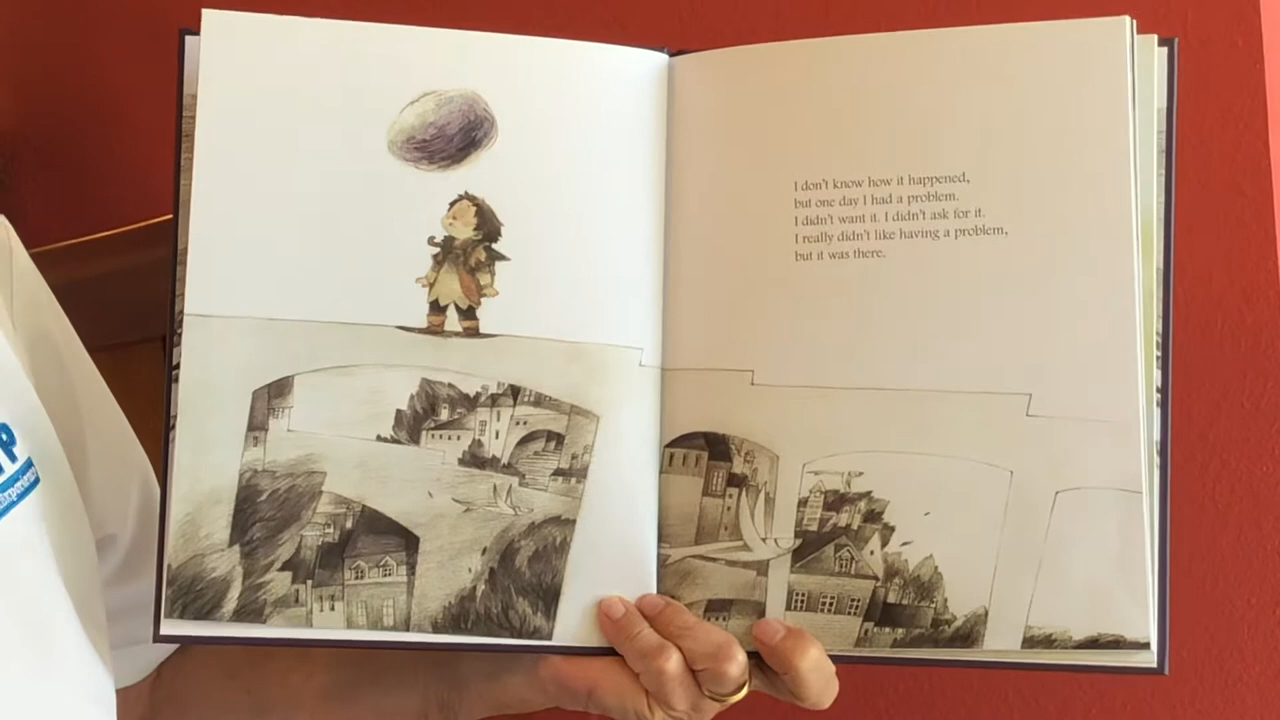 I don't know how it happened,
but one day I had a problem.
I didn't want it. I didn't ask for it.
I really didn't like having a problem,
but it was there.